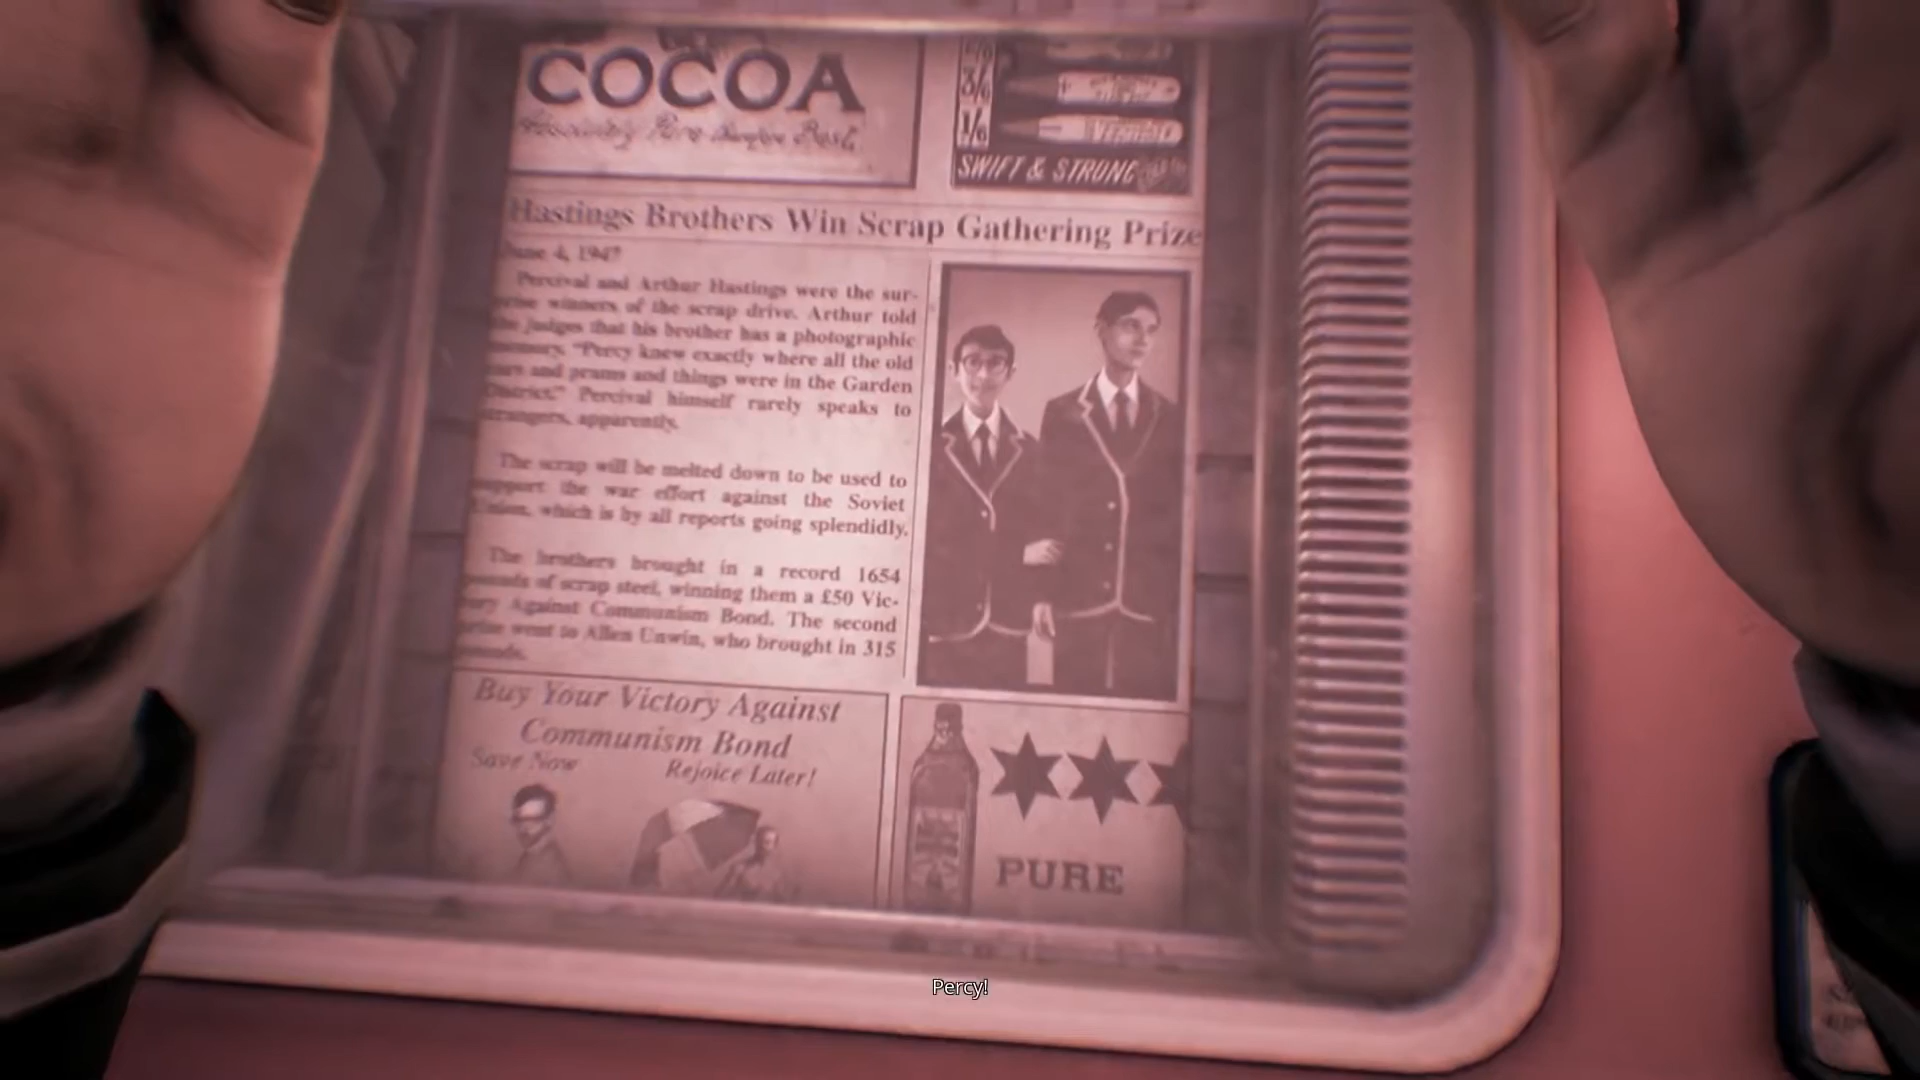 COCOA
Absolutely Pure
3/6
1/6
SWIFT & STRONG
Hastings Brothers Win Scrap Gathering Prize
June 4, 1947
Percival and Arthur Hastings were the sur-
prise winners of the scrap drive. Arthur told
the judges that his brother has a photographic
memory. "Percy knew exactly where all the old
cars and prams and things were in the Garden
District." Percival himself rarely speaks to
strangers, apparently.
The scrap will be melted down to be used to
support the war effort against the Soviet
Union, which is by all reports going splendidly.
The brothers brought in a record 1654
pounds of scrap steel, winning them a £50 Vic-
tory Against Communism Bond. The second
prize went to Allen Unwin, who brought in 315
pounds.
Buy Your Victory Against
Communism Bond
Save Now
Rejoice Later!
PURE
Percy!